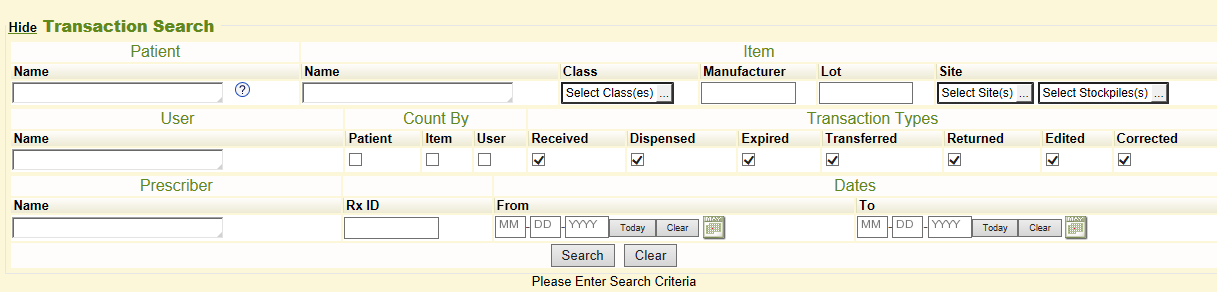 Hide Transaction Search
Patient Item
Name Name Class Manufacturer Lot Site
? Select Class(es) ... Select Site(s) ... Select Stockpiles(s) ...
User Count By Transaction Types
Name Patient Item User Received Dispensed Expired Transferred Returned Edited Corrected
Prescriber Dates
Name Rx ID From To
MM - DD - YYYY Today Clear MM - DD - YYYY Today Clear
Search Clear
Please Enter Search Criteria